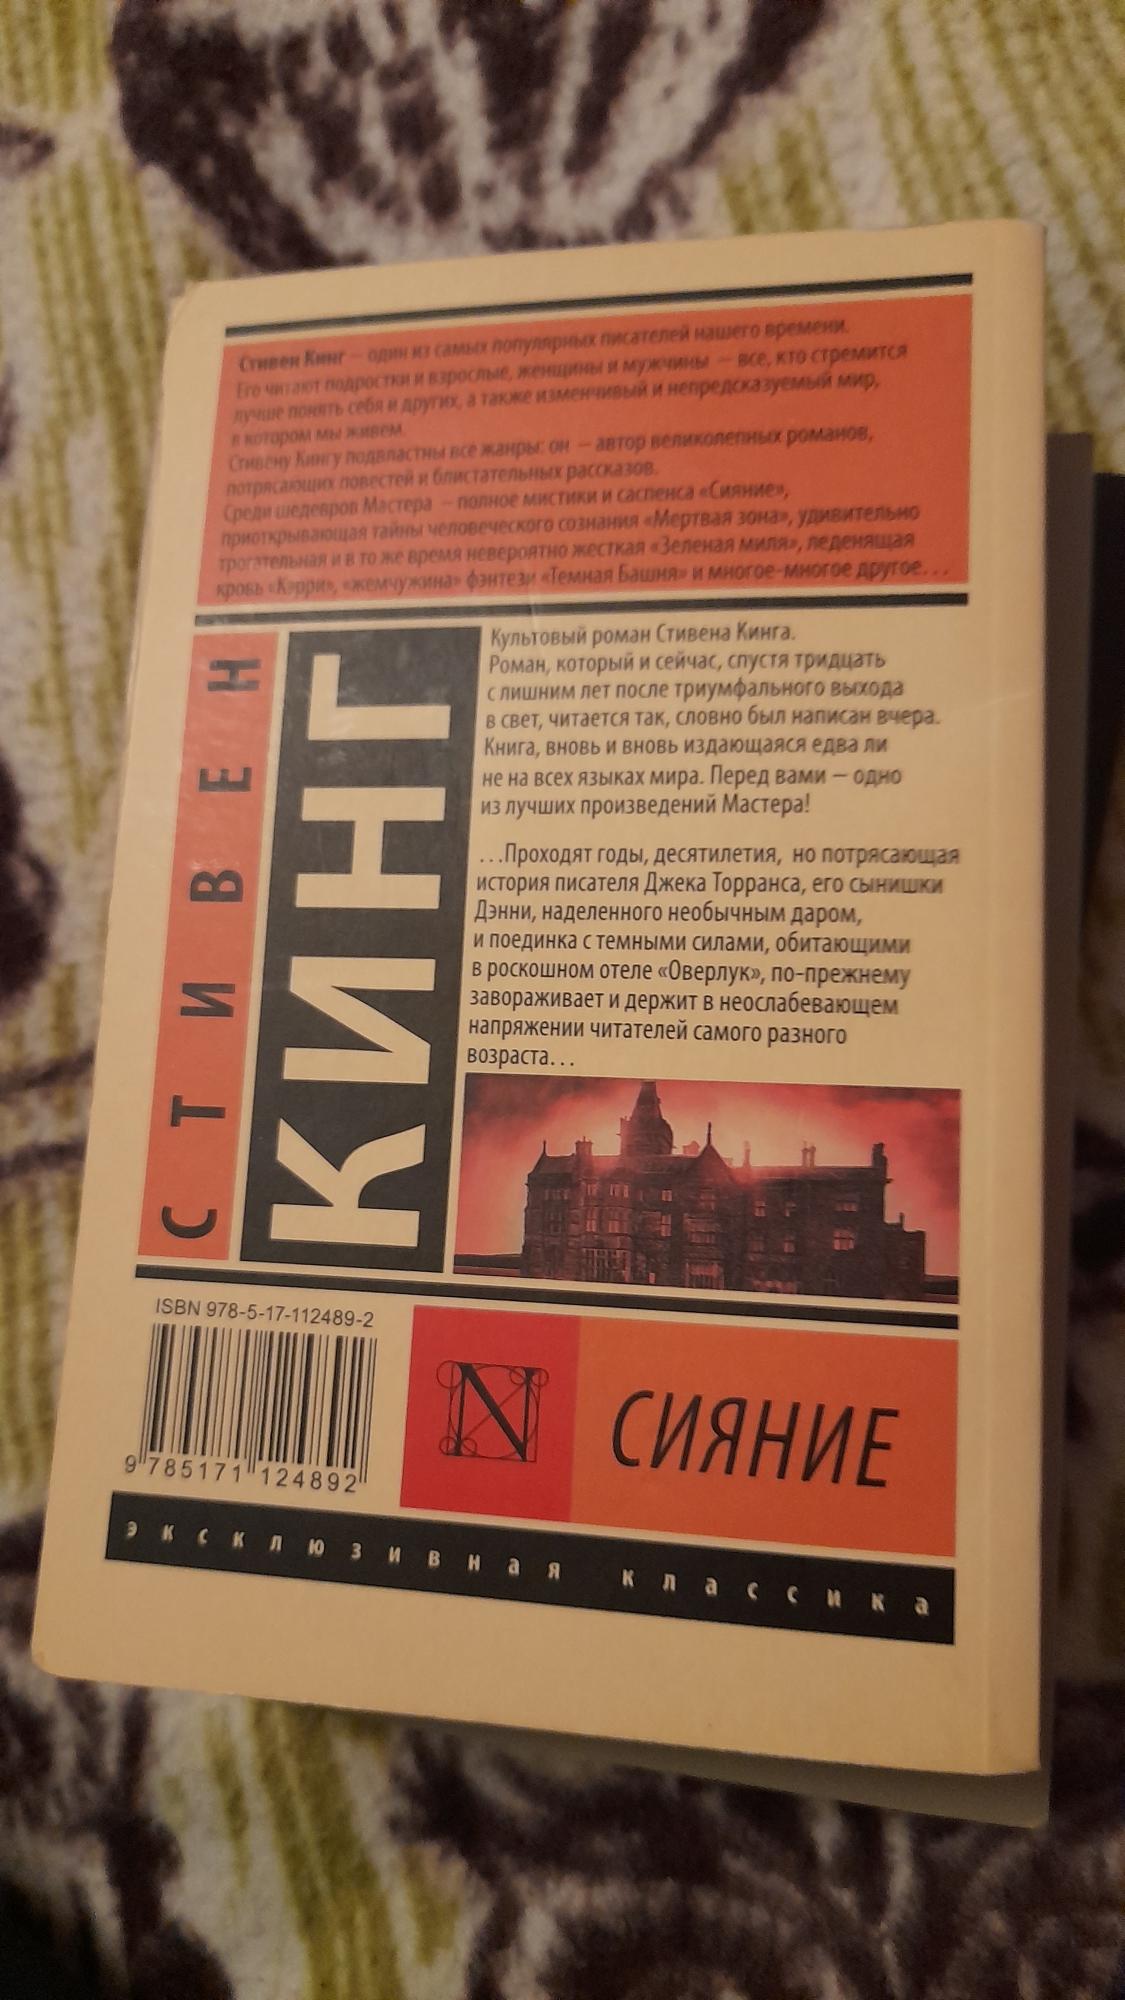 Стивен Кинг – один из самых популярных писателей нашего времени.
Его читают подростки и взрослые, женщины и мужчины – все, кто стремится
лучше понять себя и других, а также изменчивый и непредсказуемый мир,
в котором мы живем.
Стивену Кингу подвластны все жанры: он – автор великолепных романов,
потрясающих повестей и блистательных рассказов.
Среди шедевров Мастера – полное мистики и саспенса «Сияние»,
приоткрывающая тайны человеческого сознания «Мертвая зона», удивительно
трогательная и в то же время невероятно жесткая «Зеленая миля», леденящая
кровь «Кэрри», «жемчужина» фэнтези «Темная Башня» и многое-многое другое...
СТИВЕН
КИНГ
Культовый роман Стивена Кинга.
Роман, который и сейчас, спустя тридцать
с лишним лет после триумфального выхода
в свет, читается так, словно был написан вчера.
Книга, вновь и вновь издающаяся едва ли
не на всех языках мира. Перед вами – одно
из лучших произведений Мастера!
...Проходят годы, десятилетия, но потрясающая
история писателя Джека Торранса, его сынишки
Дэнни, наделенного необычным даром,
и поединка с темными силами, обитающими
в роскошном отеле «Оверлук», по-прежнему
завораживает и держит в неослабевающем
напряжении читателей самого разного
возраста...
ISBN 978-5-17-112489-2
9 785171 124892
N
СИЯНИЕ
эксклюзивная классика